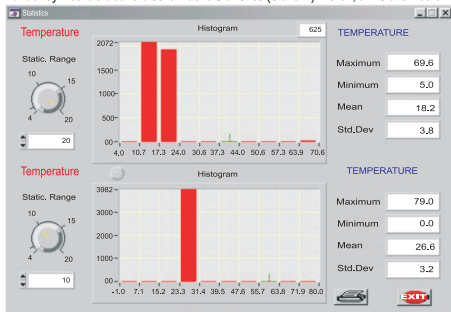 Statistics
Temperature
Histogram
625
TEMPERATURE
Static. Range
10
15
4
20
20
2072
1500
1000
500
00
4,0 10.7 17.3 24.0 30.6 37.3 44.0 50.6 57.3 63.9 70.6
Maximum 69.6
Minimum 5.0
Mean 18.2
Std.Dev 3.8
Temperature
Histogram
TEMPERATURE
Static. Range
10
15
4
20
10
3982
3000
2000
1000
00
-1.0 7.1 15.2 23.3 31.4 39.5 47.6 55.7 63.8 71.9 80.0
Maximum 79.0
Minimum 0.0
Mean 26.6
Std.Dev 3.2
EXIT